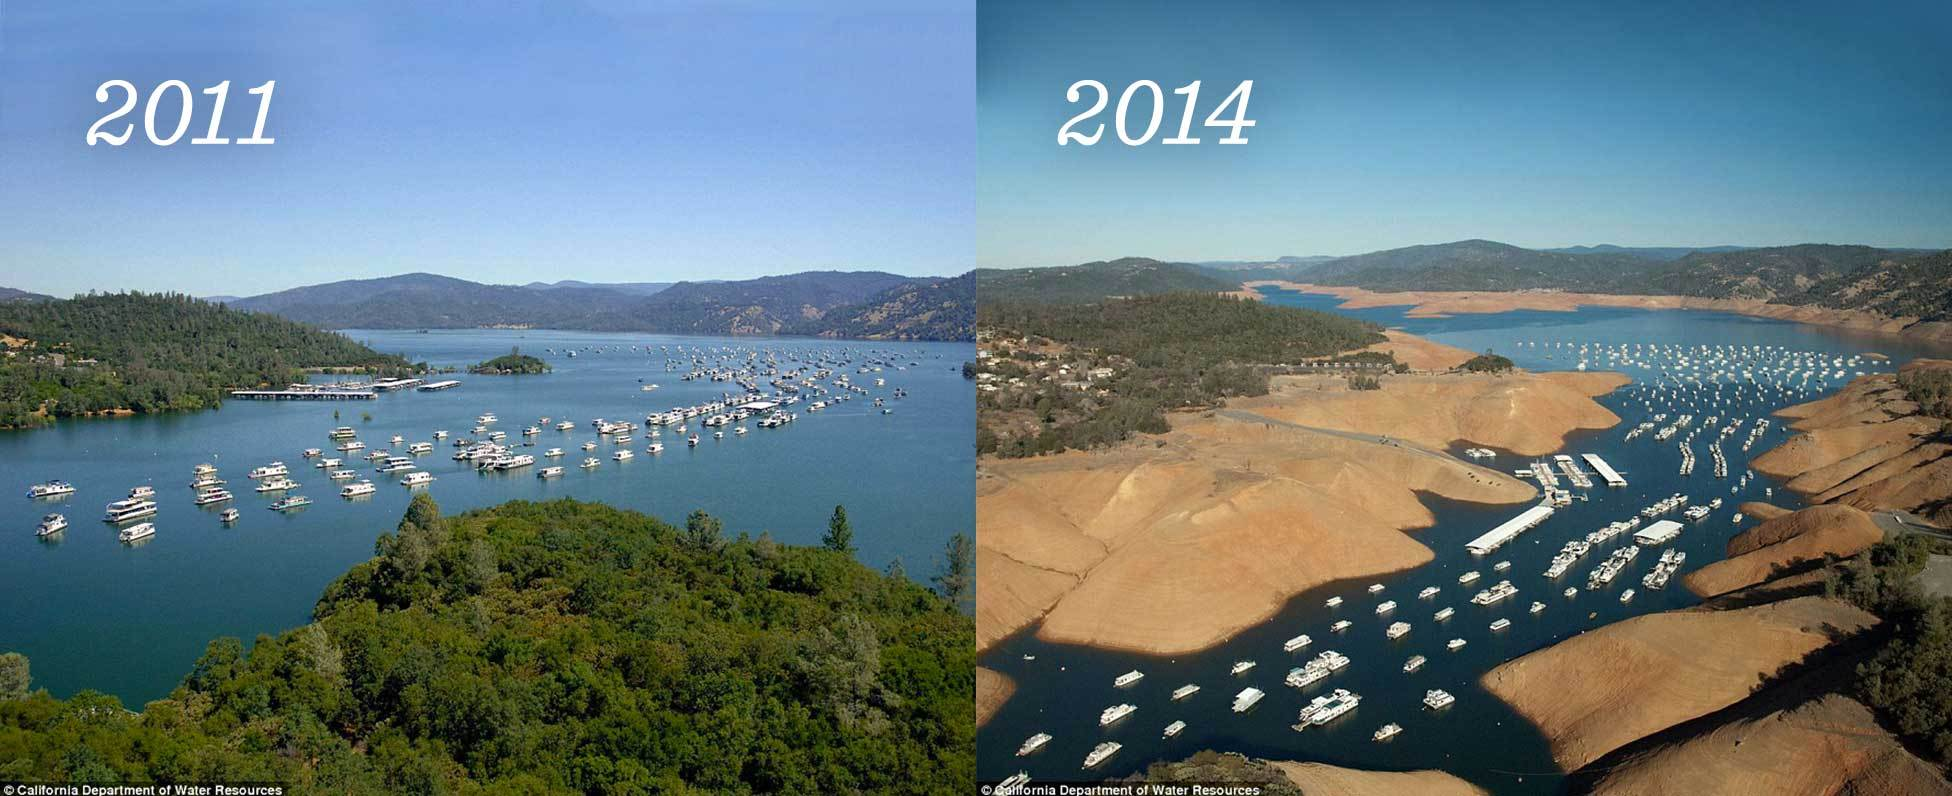 2011
2014
© California Department of Water Resources
© California Department of Water Resources